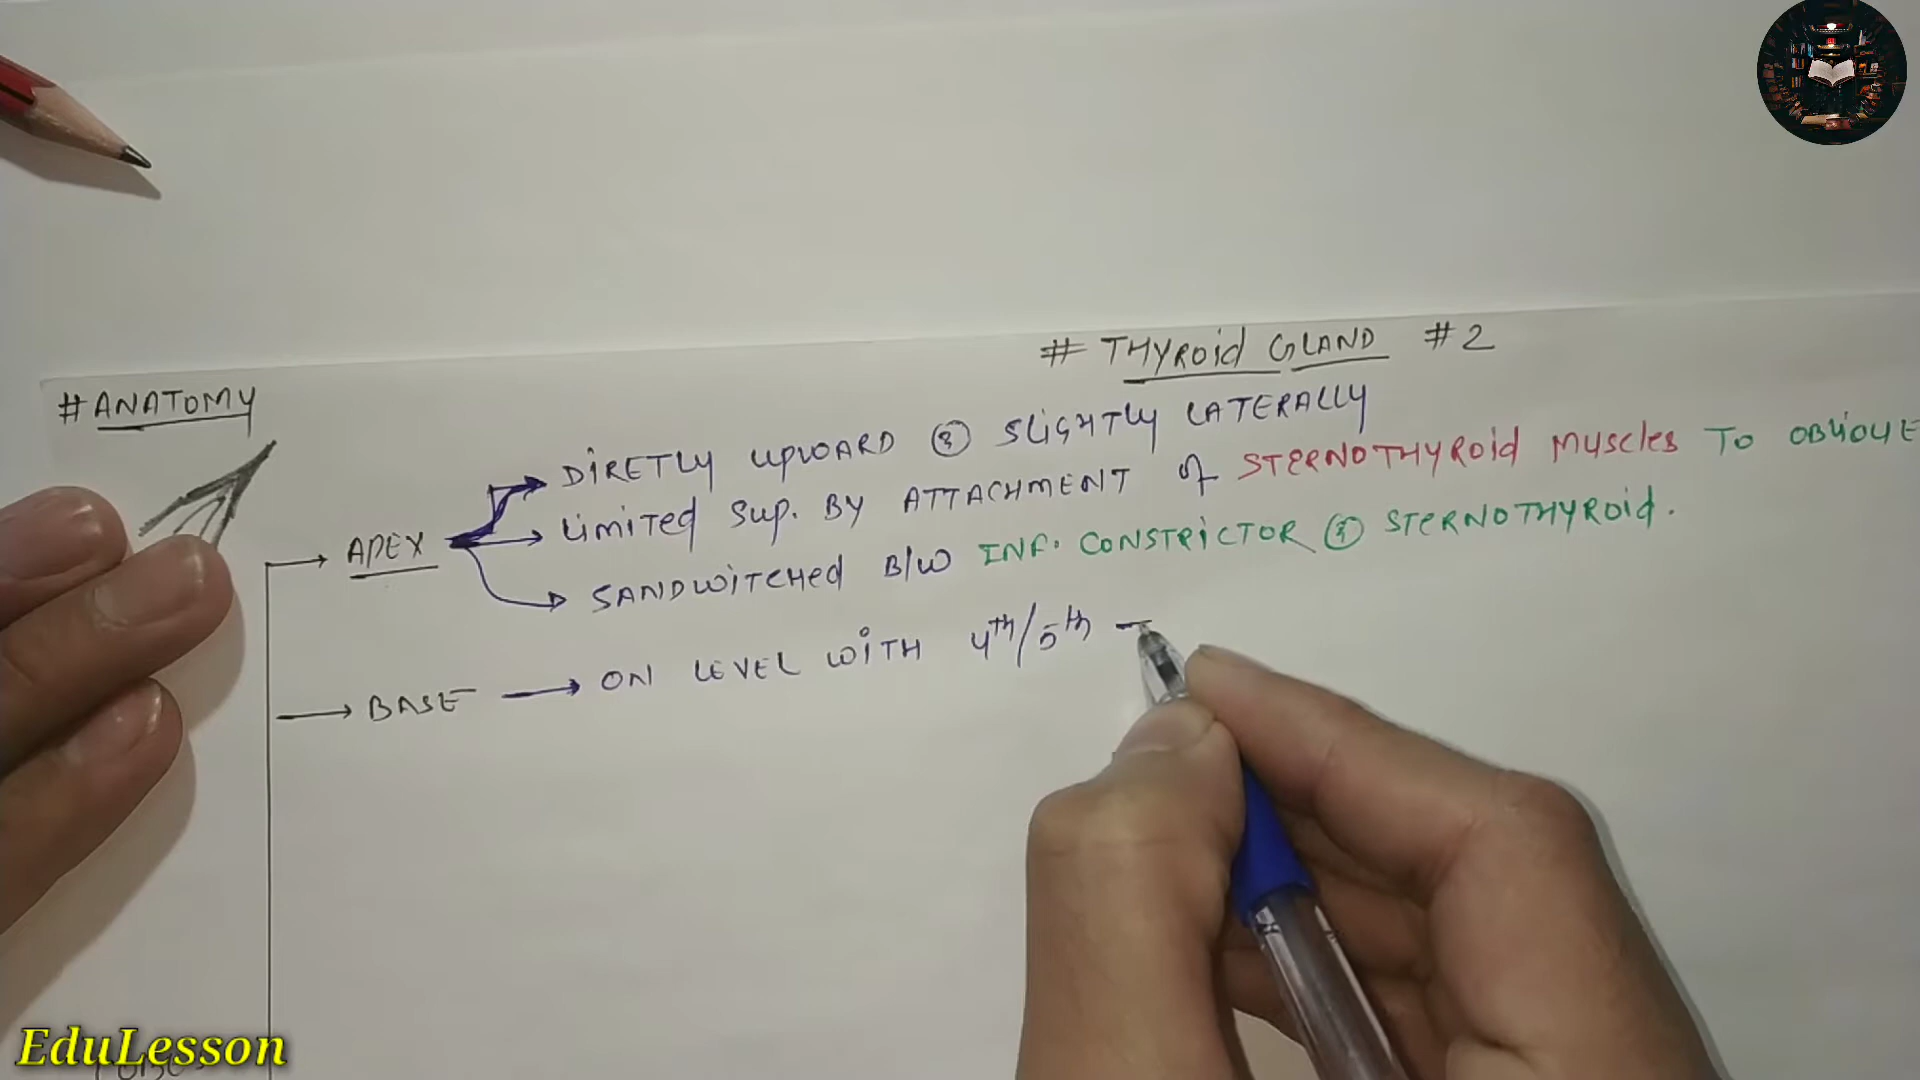 # THYROID GLAND #2
# ANATOMY
DIRETLY UPWARD & SLIGHTLY LATERALLY
APEX
LIMITED SUP. BY ATTACHMENT of STERNOTHYROID MUSCLES TO OBLIQUE
SANDWITCHED B/W INF. CONSTRICTOR & STERNOTHYROID.
BASE ON LEVEL WITH 4th/5th
EduLesson